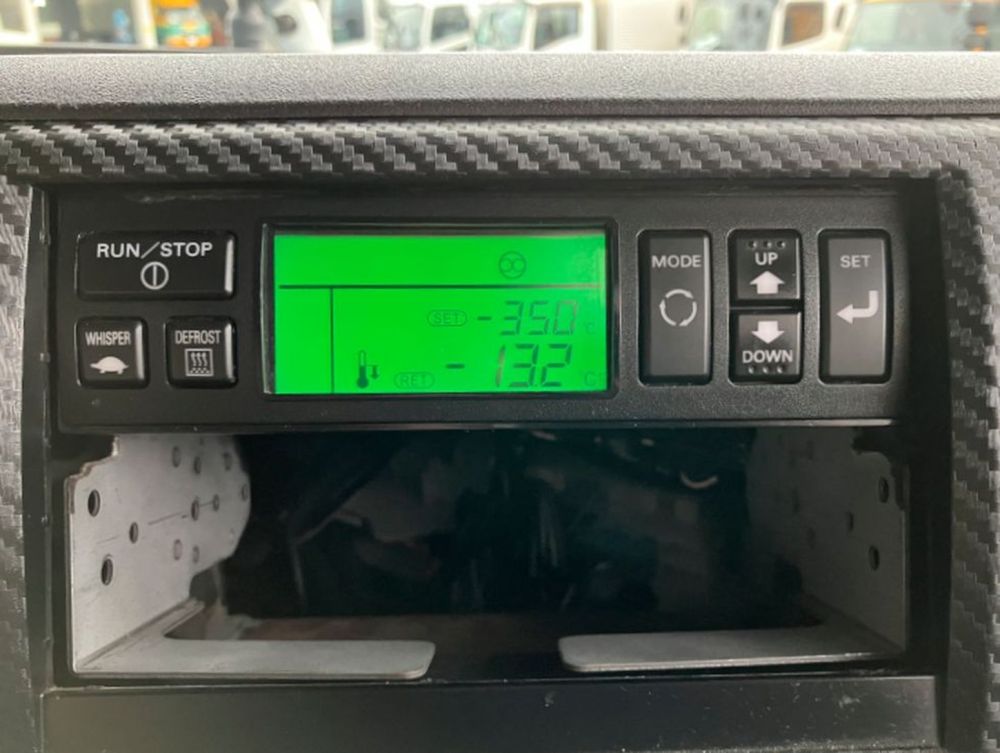 RUN/STOP
WHISPER
DEFROST
SET -35.0 °C
RET -13.2 °C
MODE
UP
DOWN
SET